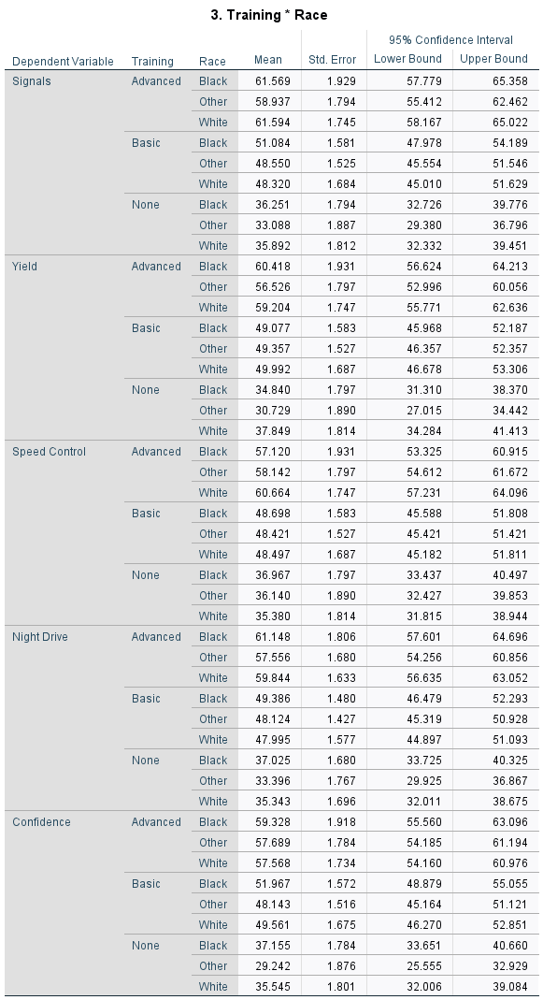 3. Training * Race
95% Confidence Interval
Dependent Variable Training Race Mean Std. Error Lower Bound Upper Bound
Signals Advanced Black 61.569 1.929 57.779 65.358
Other 58.937 1.794 55.412 62.462
White 61.594 1.745 58.167 65.022
Basic Black 51.084 1.581 47.978 54.189
Other 48.550 1.525 45.554 51.546
White 48.320 1.684 45.010 51.629
None Black 36.251 1.794 32.726 39.776
Other 33.088 1.887 29.380 36.796
White 35.892 1.812 32.332 39.451
Yield Advanced Black 60.418 1.931 56.624 64.213
Other 56.526 1.797 52.996 60.056
White 59.204 1.747 55.771 62.636
Basic Black 49.077 1.583 45.968 52.187
Other 49.357 1.527 46.357 52.357
White 49.992 1.687 46.678 53.306
None Black 34.840 1.797 31.310 38.370
Other 30.729 1.890 27.015 34.442
White 37.849 1.814 34.284 41.413
Speed Control Advanced Black 57.120 1.931 53.325 60.915
Other 58.142 1.797 54.612 61.672
White 60.664 1.747 57.231 64.096
Basic Black 48.698 1.583 45.588 51.808
Other 48.421 1.527 45.421 51.421
White 48.497 1.687 45.182 51.811
None Black 36.967 1.797 33.437 40.497
Other 36.140 1.890 32.427 39.853
White 35.380 1.814 31.815 38.944
Night Drive Advanced Black 61.148 1.806 57.601 64.696
Other 57.556 1.680 54.256 60.856
White 59.844 1.633 56.635 63.052
Basic Black 49.386 1.480 46.479 52.293
Other 48.124 1.427 45.319 50.928
White 47.995 1.577 44.897 51.093
None Black 37.025 1.680 33.725 40.325
Other 33.396 1.767 29.925 36.867
White 35.343 1.696 32.011 38.675
Confidence Advanced Black 59.328 1.918 55.560 63.096
Other 57.689 1.784 54.185 61.194
White 57.568 1.734 54.160 60.976
Basic Black 51.967 1.572 48.879 55.055
Other 48.143 1.516 45.164 51.121
White 49.561 1.675 46.270 52.851
None Black 37.155 1.784 33.651 40.660
Other 29.242 1.876 25.555 32.929
White 35.545 1.801 32.006 39.084